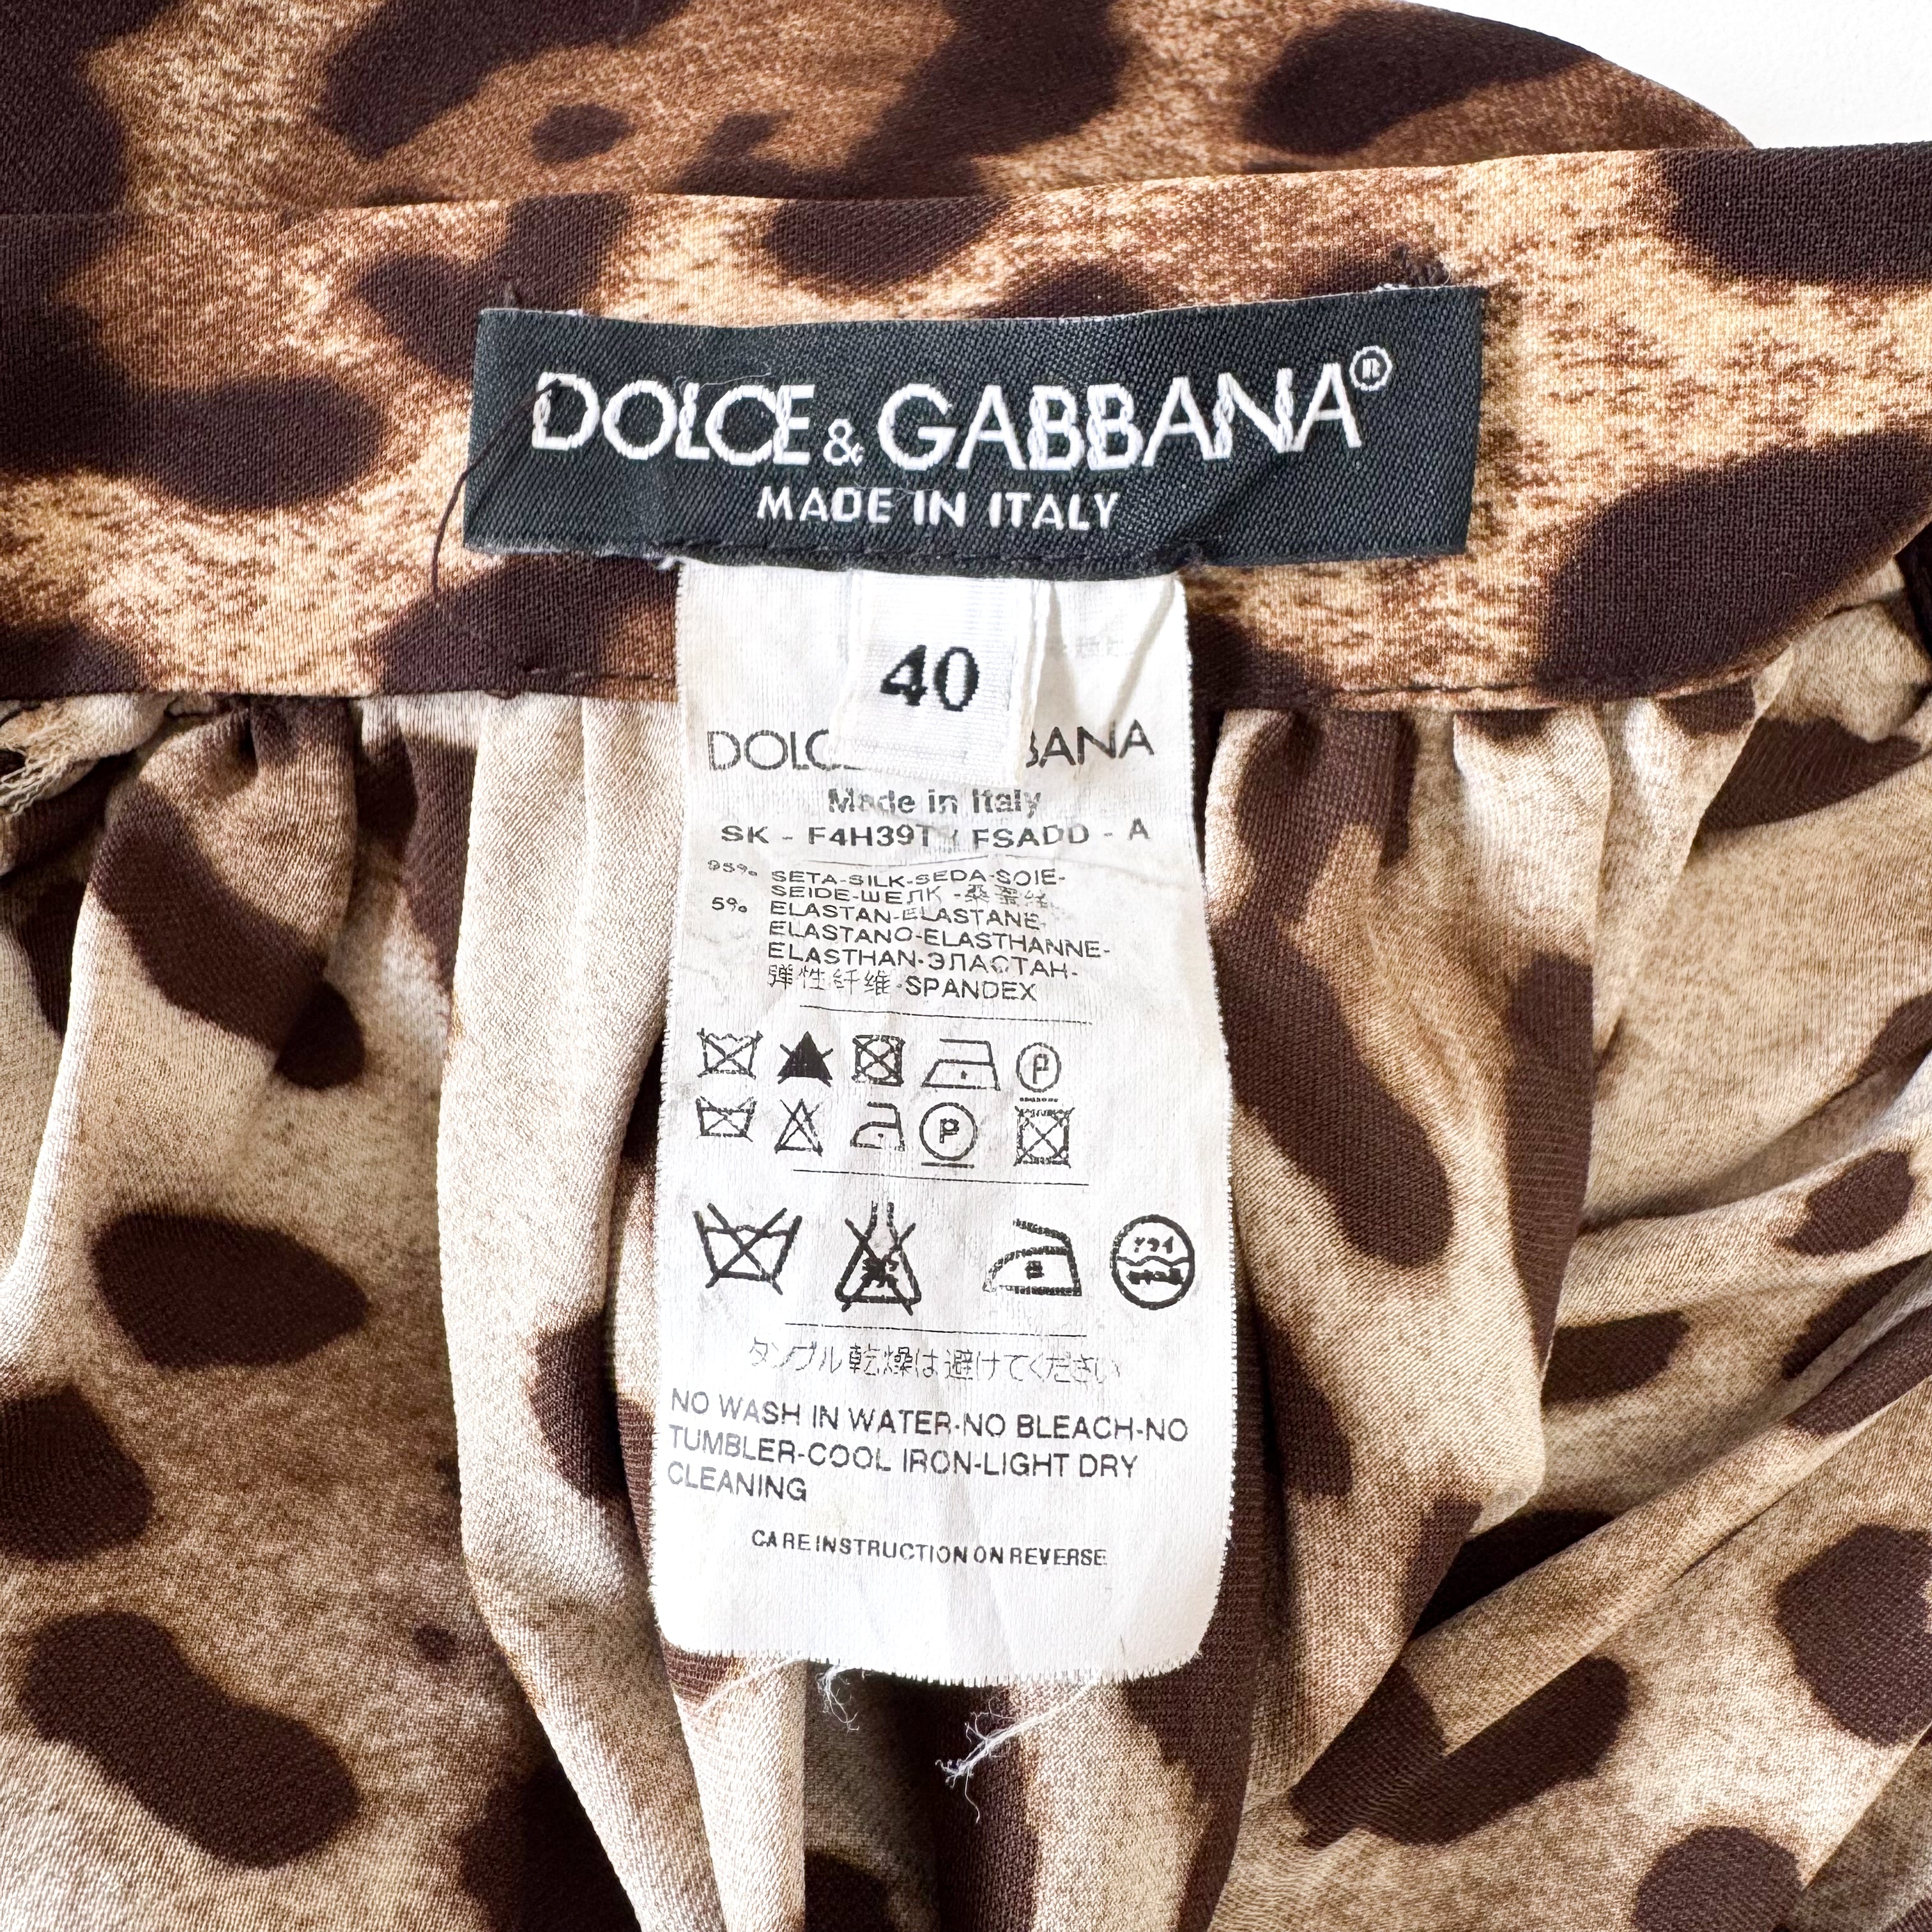 DOLCE & GABBANA®
MADE IN ITALY
40
Made in Italy
SK - F4H39T / FSADD - A
95% SETA-SILK-SEDA-SOIE-
SEIDE-ШЕЛК -桑蚕丝
5% ELASTAN-ELASTANE-
ELASTANO-ELASTHANNE-
ELASTHAN-ЭЛАСТАН-
弹性纤维-SPANDEX
P
P
ドライ
タンブル乾燥は避けてください
NO WASH IN WATER-NO BLEACH-NO
TUMBLER-COOL IRON-LIGHT DRY
CLEANING
CARE INSTRUCTION ON REVERSE